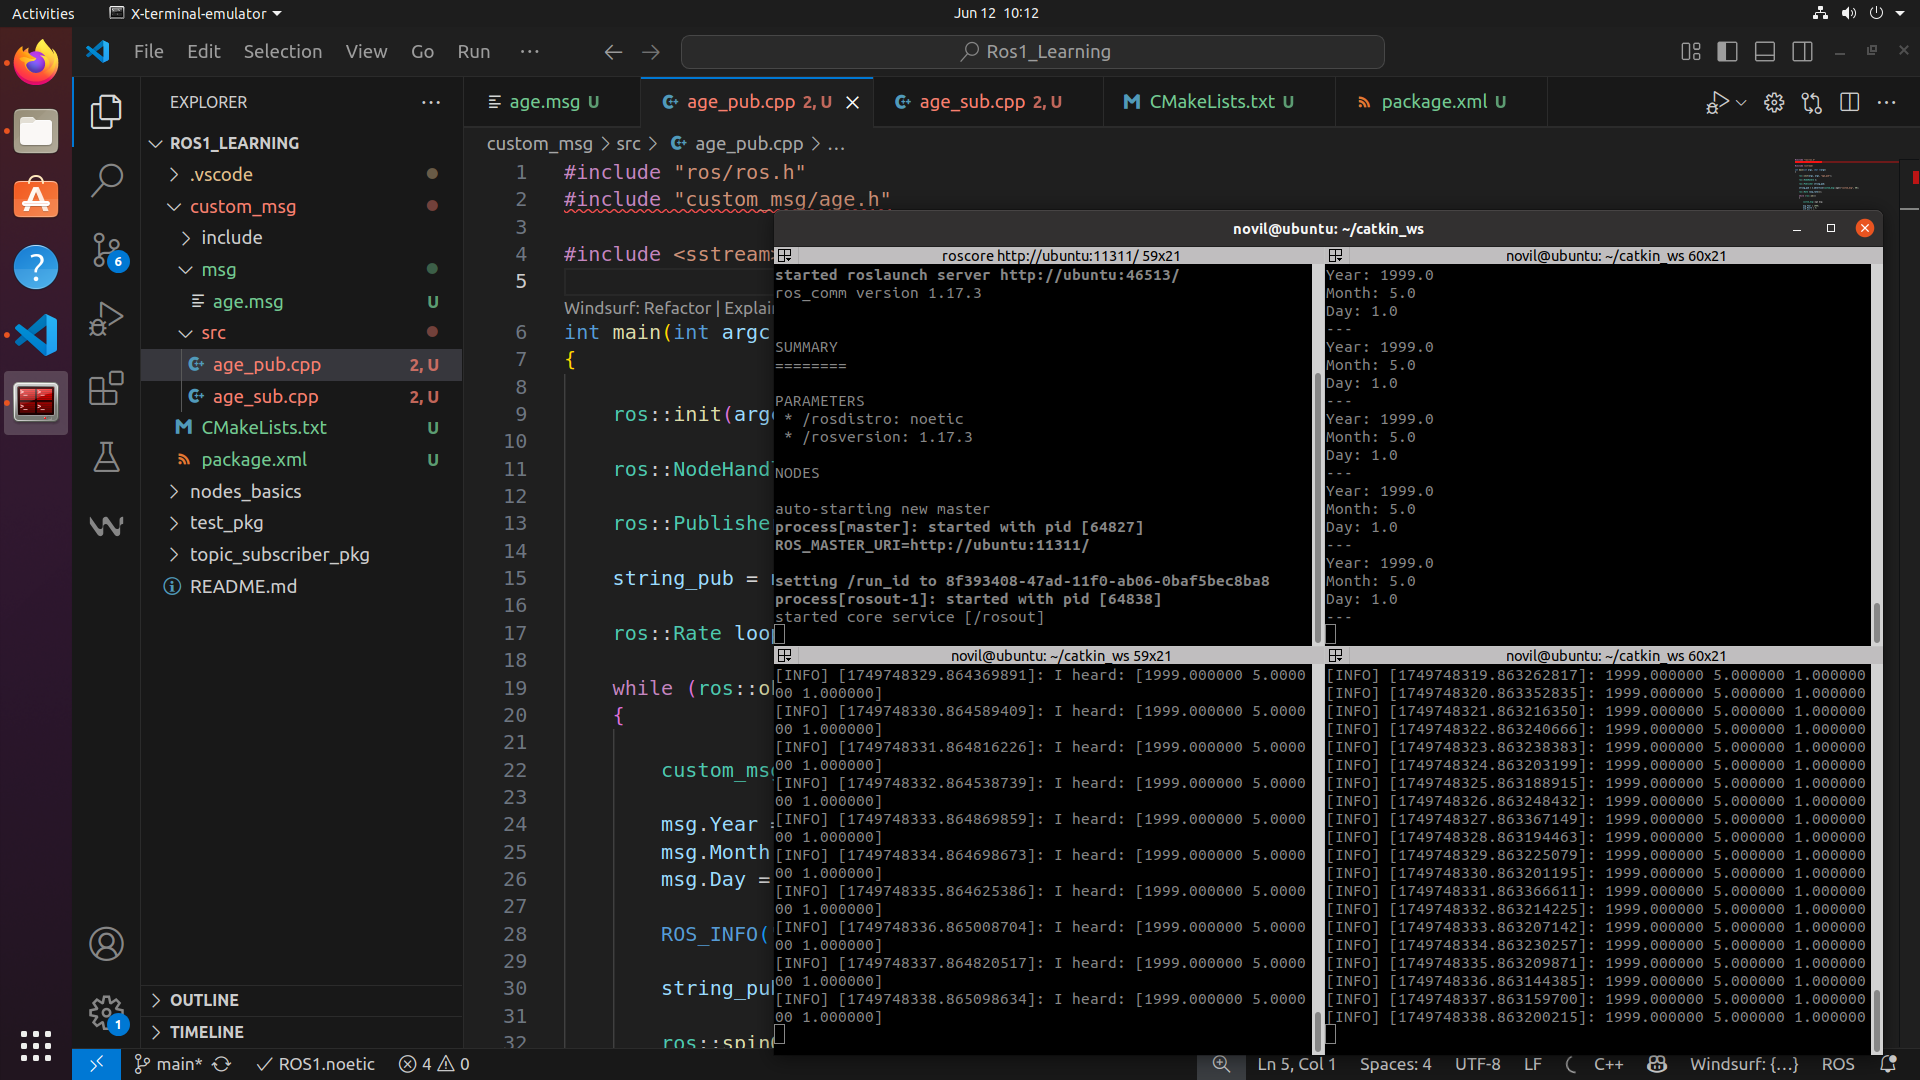 Activities
X-terminal-emulator
Jun 12 10:12
File Edit Selection View Go Run ···
Ros1_Learning
EXPLORER
ROS1_LEARNING
.vscode
custom_msg
include
msg
age.msg U
src
age_pub.cpp 2, U
age_sub.cpp 2, U
CMakeLists.txt U
package.xml U
nodes_basics
test_pkg
topic_subscriber_pkg
README.md
OUTLINE
TIMELINE
6
1
age.msg U
age_pub.cpp 2, U
age_sub.cpp 2, U
CMakeLists.txt U
package.xml U
custom_msg > src > age_pub.cpp > ...
1 #include "ros/ros.h"
2 #include "custom_msg/age.h"
3
4 #include <sstream>
5
Windsurf: Refactor | Explain
6 int main(int argc
7 {
8
9 ros::init(argc
10
11 ros::NodeHandl
12
13 ros::Publishe
14
15 string_pub =
16
17 ros::Rate loop
18
19 while (ros::ok
20 {
21
22 custom_msg
23
24 msg.Year =
25 msg.Month
26 msg.Day =
27
28 ROS_INFO(
29
30 string_pub
31
32 ros::spin
novil@ubuntu: ~/catkin_ws
roscore http://ubuntu:11311/ 59x21
started roslaunch server http://ubuntu:46513/
ros_comm version 1.17.3
SUMMARY
========
PARAMETERS
* /rosdistro: noetic
* /rosversion: 1.17.3
NODES
auto-starting new master
process[master]: started with pid [64827]
ROS_MASTER_URI=http://ubuntu:11311/
setting /run_id to 8f393408-47ad-11f0-ab06-0baf5bec8ba8
process[rosout-1]: started with pid [64838]
started core service [/rosout]
novil@ubuntu: ~/catkin_ws 60x21
Year: 1999.0
Month: 5.0
Day: 1.0
---
Year: 1999.0
Month: 5.0
Day: 1.0
---
Year: 1999.0
Month: 5.0
Day: 1.0
---
Year: 1999.0
Month: 5.0
Day: 1.0
---
Year: 1999.0
Month: 5.0
Day: 1.0
---
novil@ubuntu: ~/catkin_ws 59x21
[INFO] [1749748329.864369891]: I heard: [1999.000000 5.0000
00 1.000000]
[INFO] [1749748330.864589409]: I heard: [1999.000000 5.0000
00 1.000000]
[INFO] [1749748331.864816226]: I heard: [1999.000000 5.0000
00 1.000000]
[INFO] [1749748332.864538739]: I heard: [1999.000000 5.0000
00 1.000000]
[INFO] [1749748333.864869859]: I heard: [1999.000000 5.0000
00 1.000000]
[INFO] [1749748334.864698673]: I heard: [1999.000000 5.0000
00 1.000000]
[INFO] [1749748335.864625386]: I heard: [1999.000000 5.0000
00 1.000000]
[INFO] [1749748336.865008704]: I heard: [1999.000000 5.0000
00 1.000000]
[INFO] [1749748337.864820517]: I heard: [1999.000000 5.0000
00 1.000000]
[INFO] [1749748338.865098634]: I heard: [1999.000000 5.0000
00 1.000000]
novil@ubuntu: ~/catkin_ws 60x21
[INFO] [1749748319.863262817]: 1999.000000 5.000000 1.000000
[INFO] [1749748320.863352835]: 1999.000000 5.000000 1.000000
[INFO] [1749748321.863216350]: 1999.000000 5.000000 1.000000
[INFO] [1749748322.863240666]: 1999.000000 5.000000 1.000000
[INFO] [1749748323.863238383]: 1999.000000 5.000000 1.000000
[INFO] [1749748324.863203199]: 1999.000000 5.000000 1.000000
[INFO] [1749748325.863188915]: 1999.000000 5.000000 1.000000
[INFO] [1749748326.863248432]: 1999.000000 5.000000 1.000000
[INFO] [1749748327.863367149]: 1999.000000 5.000000 1.000000
[INFO] [1749748328.863194463]: 1999.000000 5.000000 1.000000
[INFO] [1749748329.863225079]: 1999.000000 5.000000 1.000000
[INFO] [1749748330.863201195]: 1999.000000 5.000000 1.000000
[INFO] [1749748331.863366611]: 1999.000000 5.000000 1.000000
[INFO] [1749748332.863214225]: 1999.000000 5.000000 1.000000
[INFO] [1749748333.863207142]: 1999.000000 5.000000 1.000000
[INFO] [1749748334.863230257]: 1999.000000 5.000000 1.000000
[INFO] [1749748335.863209871]: 1999.000000 5.000000 1.000000
[INFO] [1749748336.863144385]: 1999.000000 5.000000 1.000000
[INFO] [1749748337.863159700]: 1999.000000 5.000000 1.000000
[INFO] [1749748338.863200215]: 1999.000000 5.000000 1.000000
main* ROS1.noetic 4 0
Ln 5, Col 1 Spaces: 4 UTF-8 LF C++ Windsurf: {...} ROS